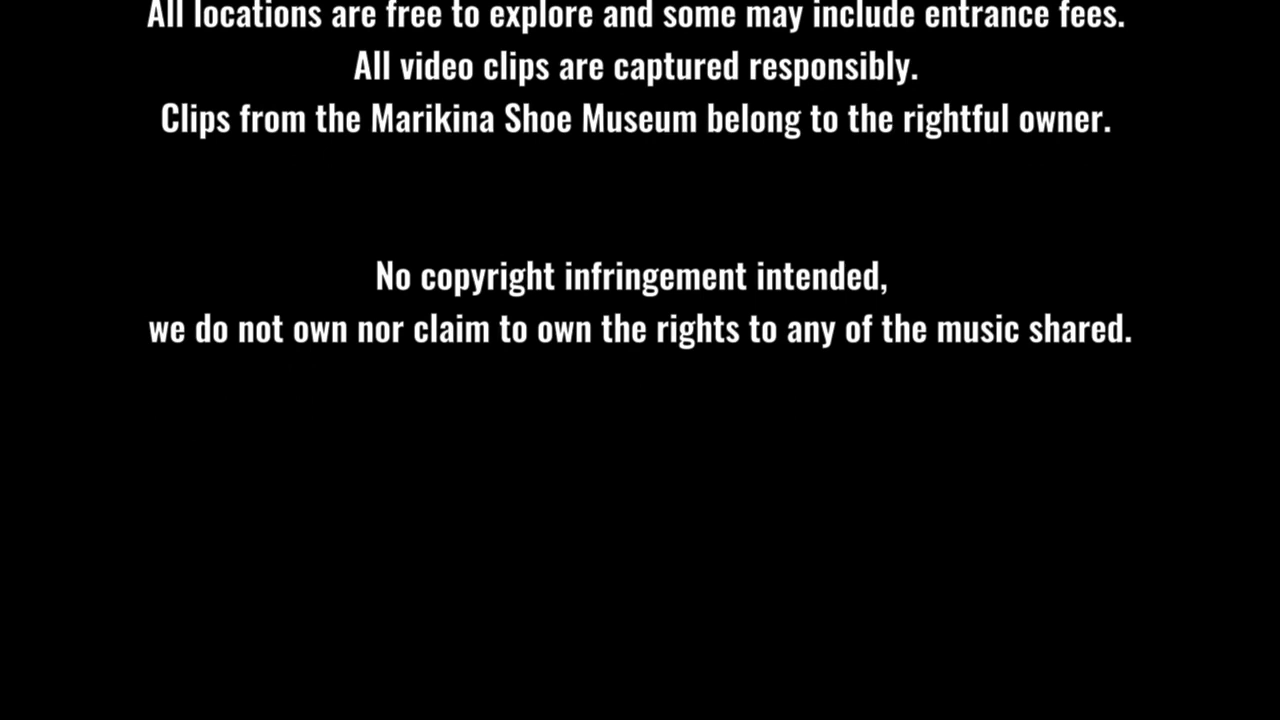 All locations are free to explore and some may include entrance fees.
All video clips are captured responsibly.
Clips from the Marikina Shoe Museum belong to the rightful owner.
No copyright infringement intended,
we do not own nor claim to own the rights to any of the music shared.